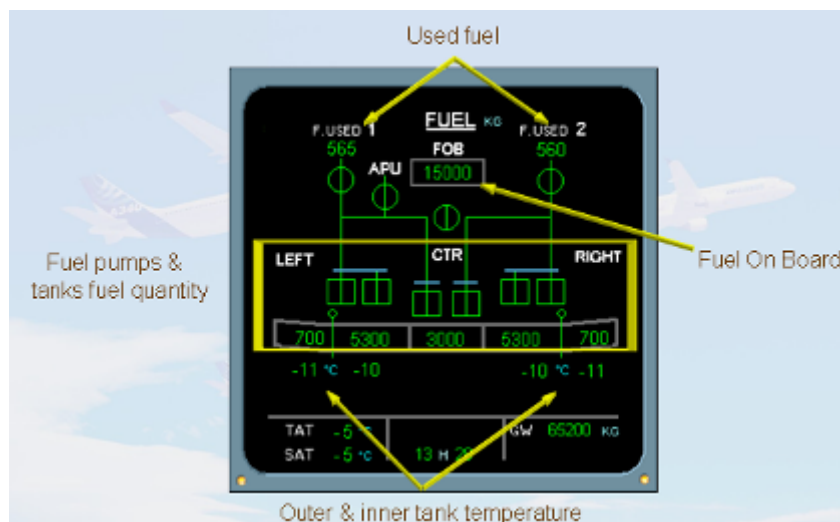 Used fuel
F.USED 1 FUEL KG F.USED 2
565 FOB 560
APU 15000
Fuel pumps &
tanks fuel quantity
LEFT CTR RIGHT
Fuel On Board
700 5300 3000 5300 700
-11 °C -10 -10 °C -11
TAT -5 °C GW 65200 KG
SAT -5 °C 13 H
Outer & inner tank temperature